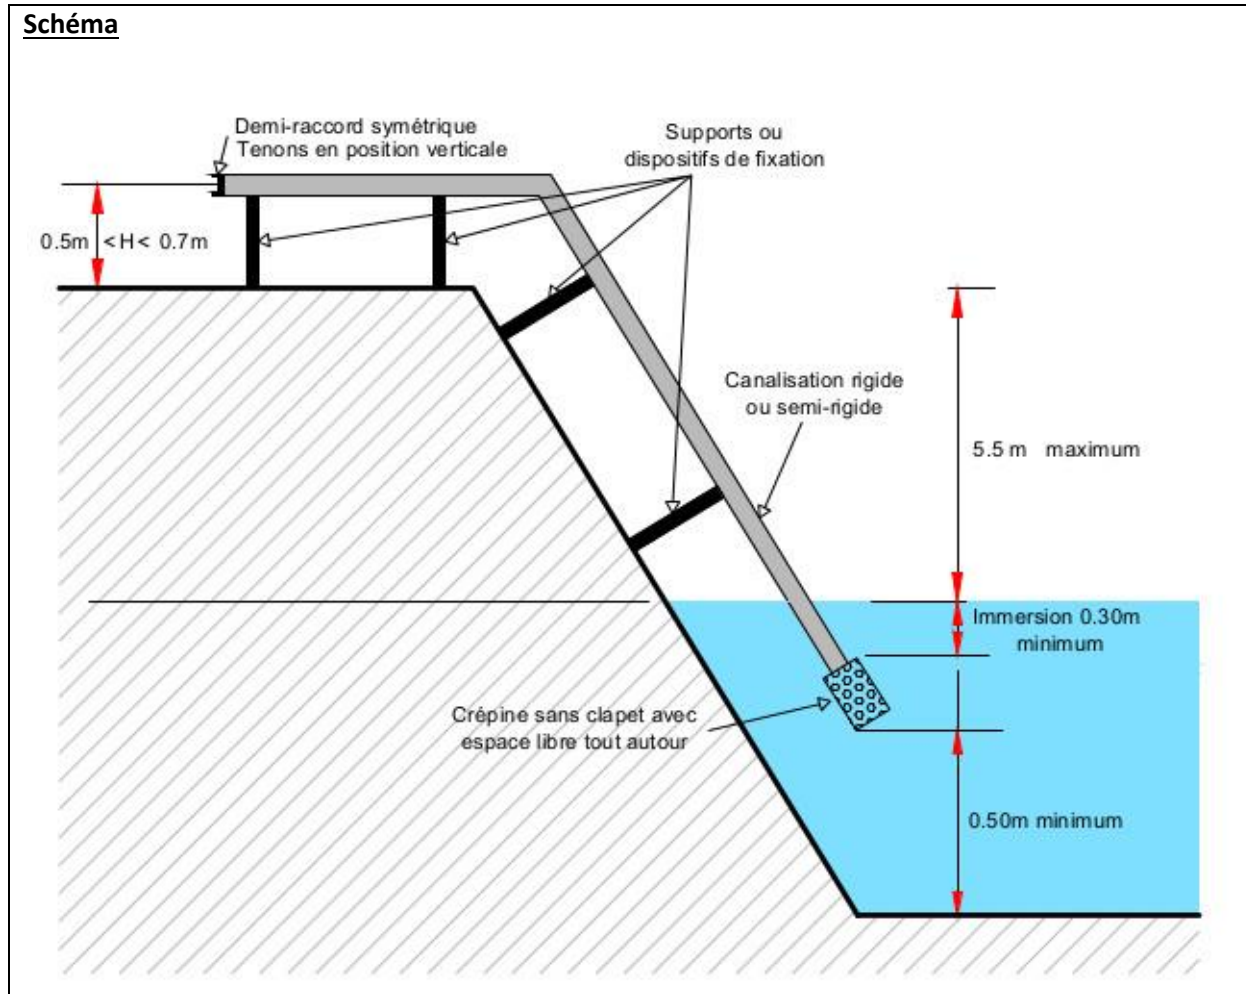 Schéma
Demi-raccord symétrique
Tenons en position verticale
Supports ou
dispositifs de fixation
0.5m <H< 0.7m
Canalisation rigide
ou semi-rigide
5.5 m maximum
Immersion 0.30m
minimum
Crépine sans clapet avec
espace libre tout autour
0.50m minimum